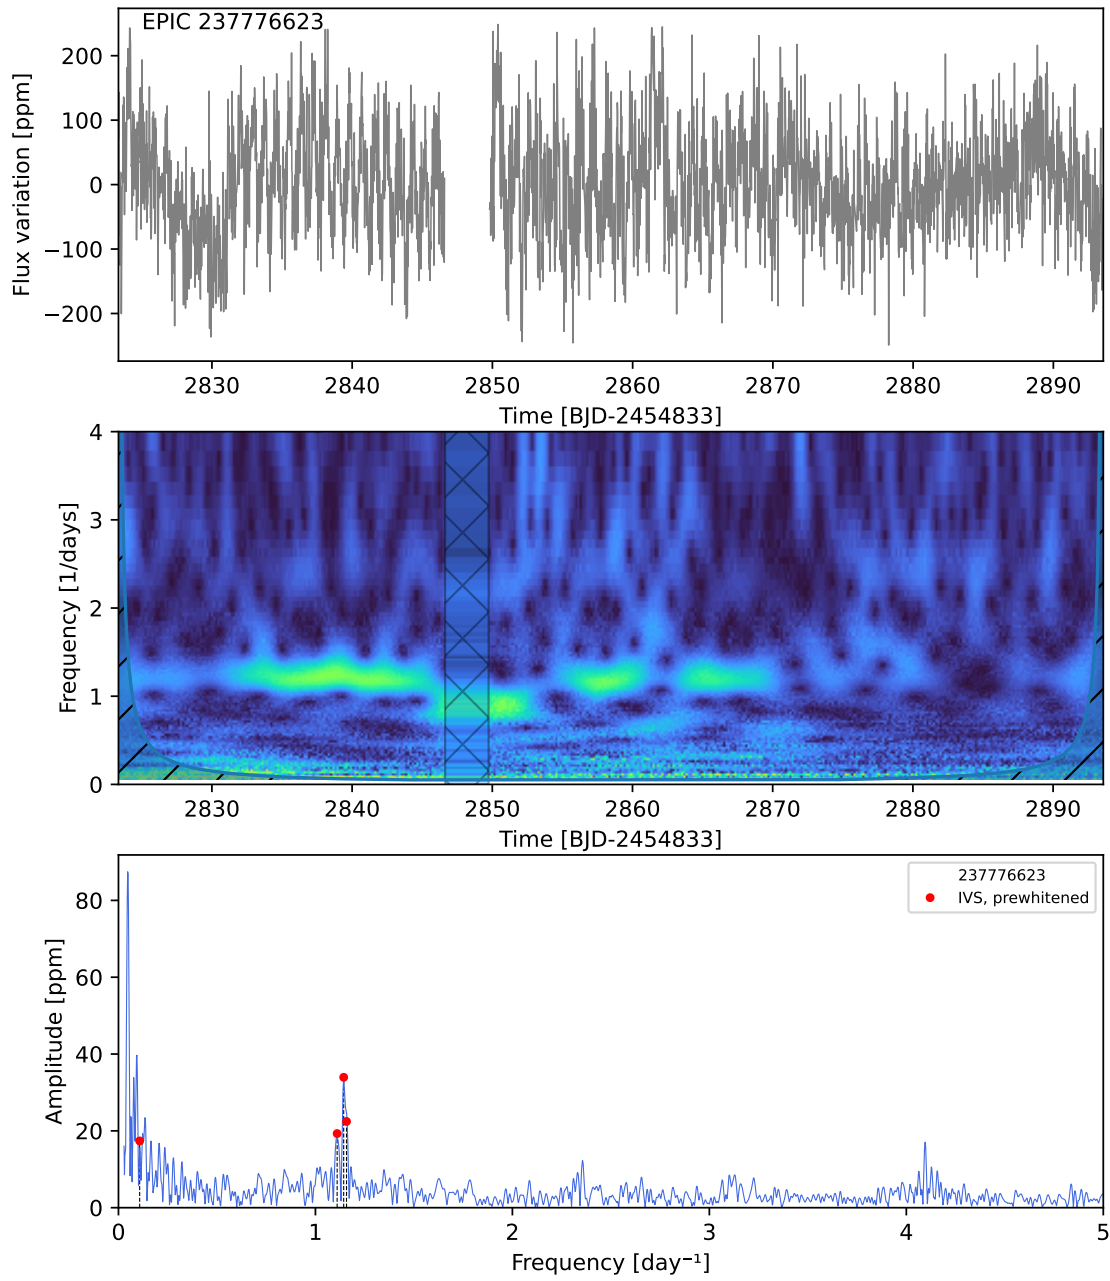 EPIC 237776623
200
100
0
−100
−200
Flux variation [ppm]
2830 2840 2850 2860 2870 2880 2890
Time [BJD-2454833]
4
3
2
1
0
Frequency [1/days]
2830 2840 2850 2860 2870 2880 2890
Time [BJD-2454833]
237776623
IVS, prewhitened
80
60
40
20
0
Amplitude [ppm]
0 1 2 3 4 5
Frequency [day⁻¹]